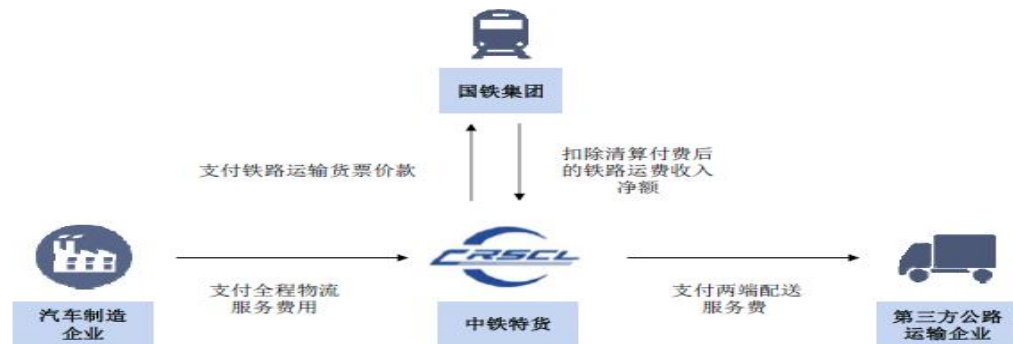 国铁集团
支付铁路运输货票价款
扣除清算付费后
的铁路运费收入
净额
CRSCL
支付全程物流
服务费用
支付两端配送
服务费
汽车制造
企业
中铁特货
第三方公路
运输企业